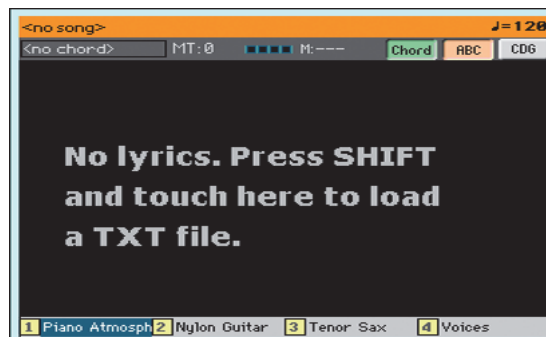 <no song> ♩=120
<no chord> MT:0 M:--- Chord ABC CDG
No lyrics. Press SHIFT
and touch here to load
a TXT file.
1 Piano Atmosph 2 Nylon Guitar 3 Tenor Sax 4 Voices